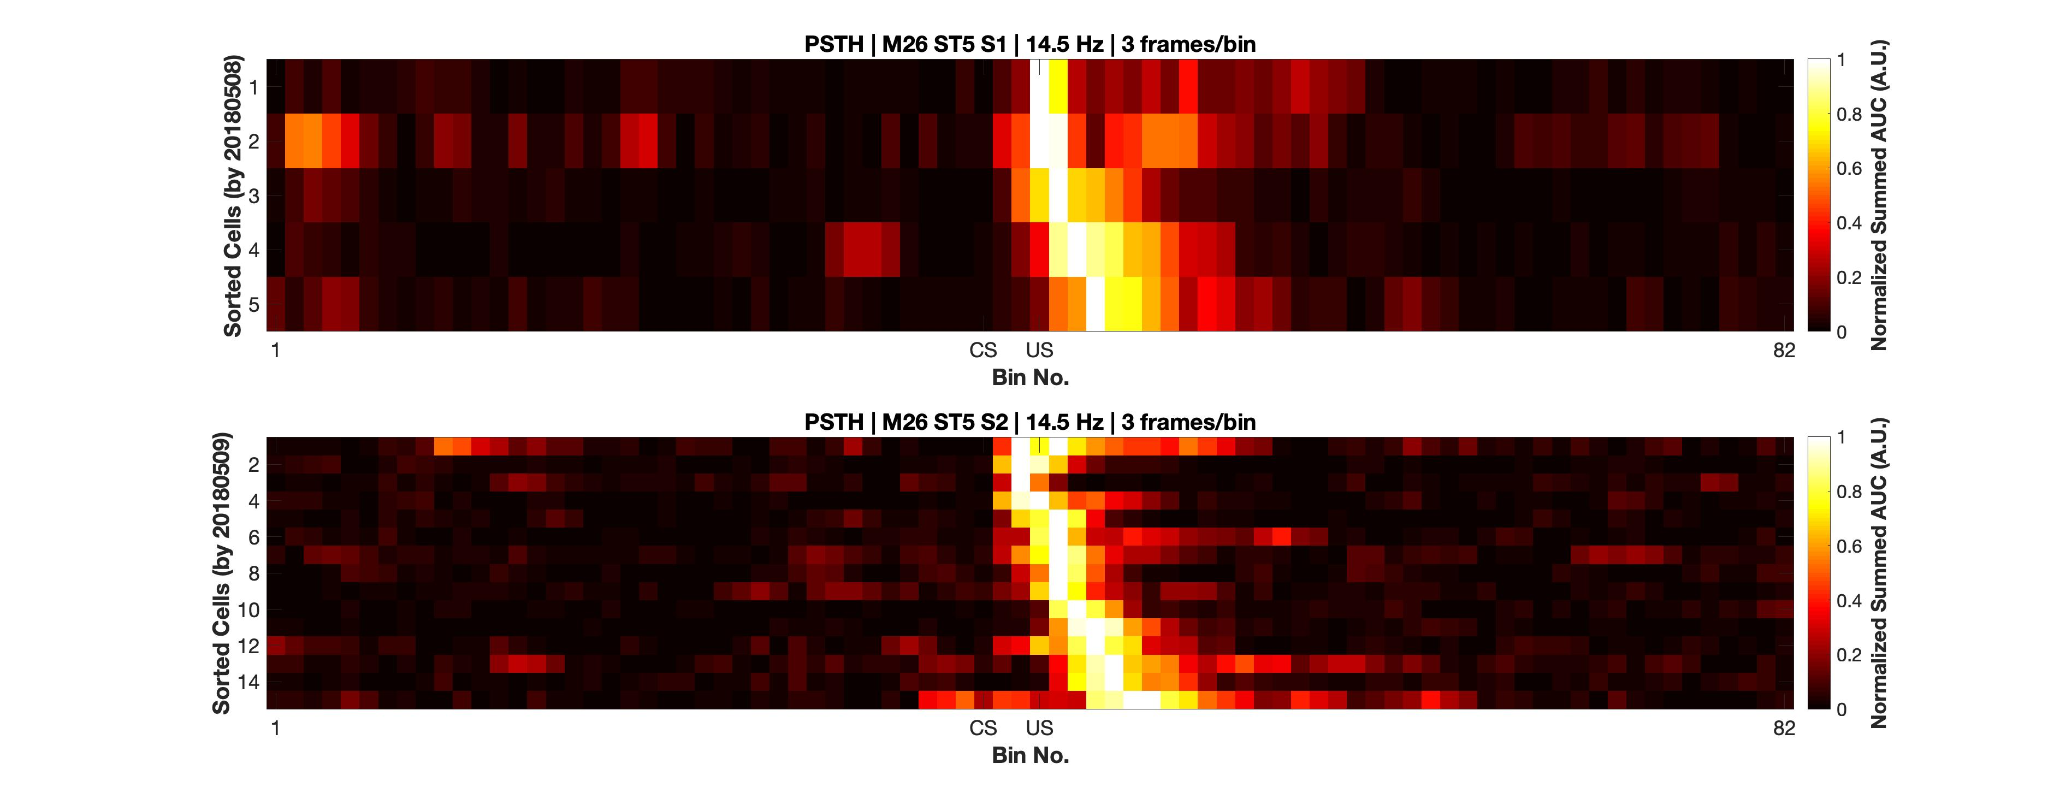 PSTH | M26 ST5 S1 | 14.5 Hz | 3 frames/bin
Sorted Cells (by 20180508)
1
2
3
4
5
1
CS
US
82
Bin No.
1
0.8
0.6
0.4
0.2
0
Normalized Summed AUC (A.U.)
PSTH | M26 ST5 S2 | 14.5 Hz | 3 frames/bin
Sorted Cells (by 20180509)
2
4
6
8
10
12
14
1
CS
US
82
Bin No.
1
0.8
0.6
0.4
0.2
0
Normalized Summed AUC (A.U.)